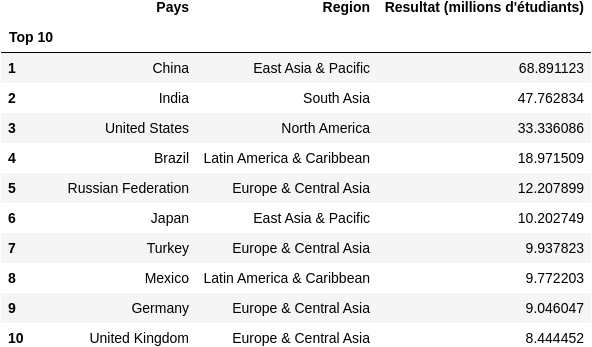 Pays Region Resultat (millions d'étudiants)
Top 10
1 China East Asia & Pacific 68.891123
2 India South Asia 47.762834
3 United States North America 33.336086
4 Brazil Latin America & Caribbean 18.971509
5 Russian Federation Europe & Central Asia 12.207899
6 Japan East Asia & Pacific 10.202749
7 Turkey Europe & Central Asia 9.937823
8 Mexico Latin America & Caribbean 9.772203
9 Germany Europe & Central Asia 9.046047
10 United Kingdom Europe & Central Asia 8.444452